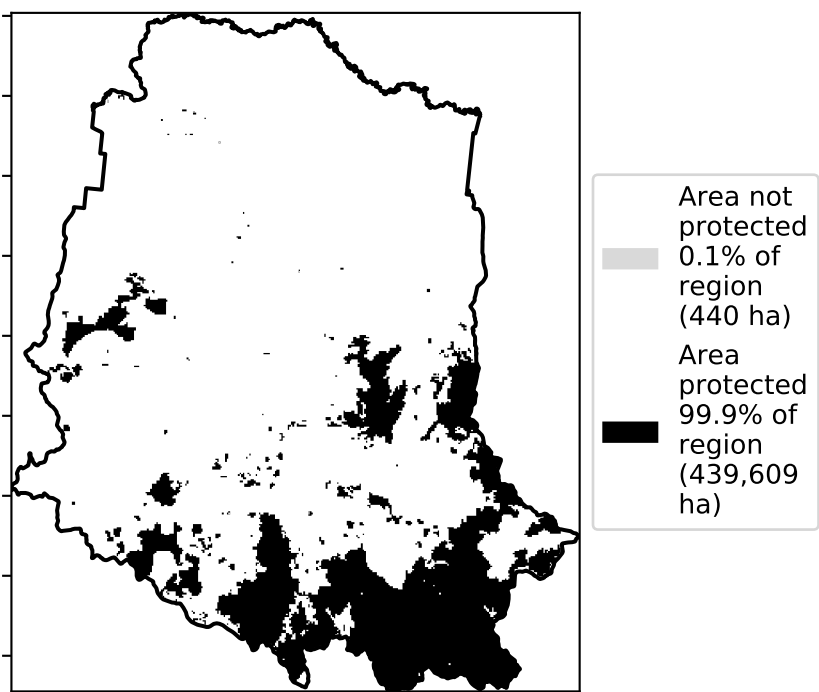 Area not
protected
0.1% of
region
(440 ha)
Area
protected
99.9% of
region
(439,609
ha)